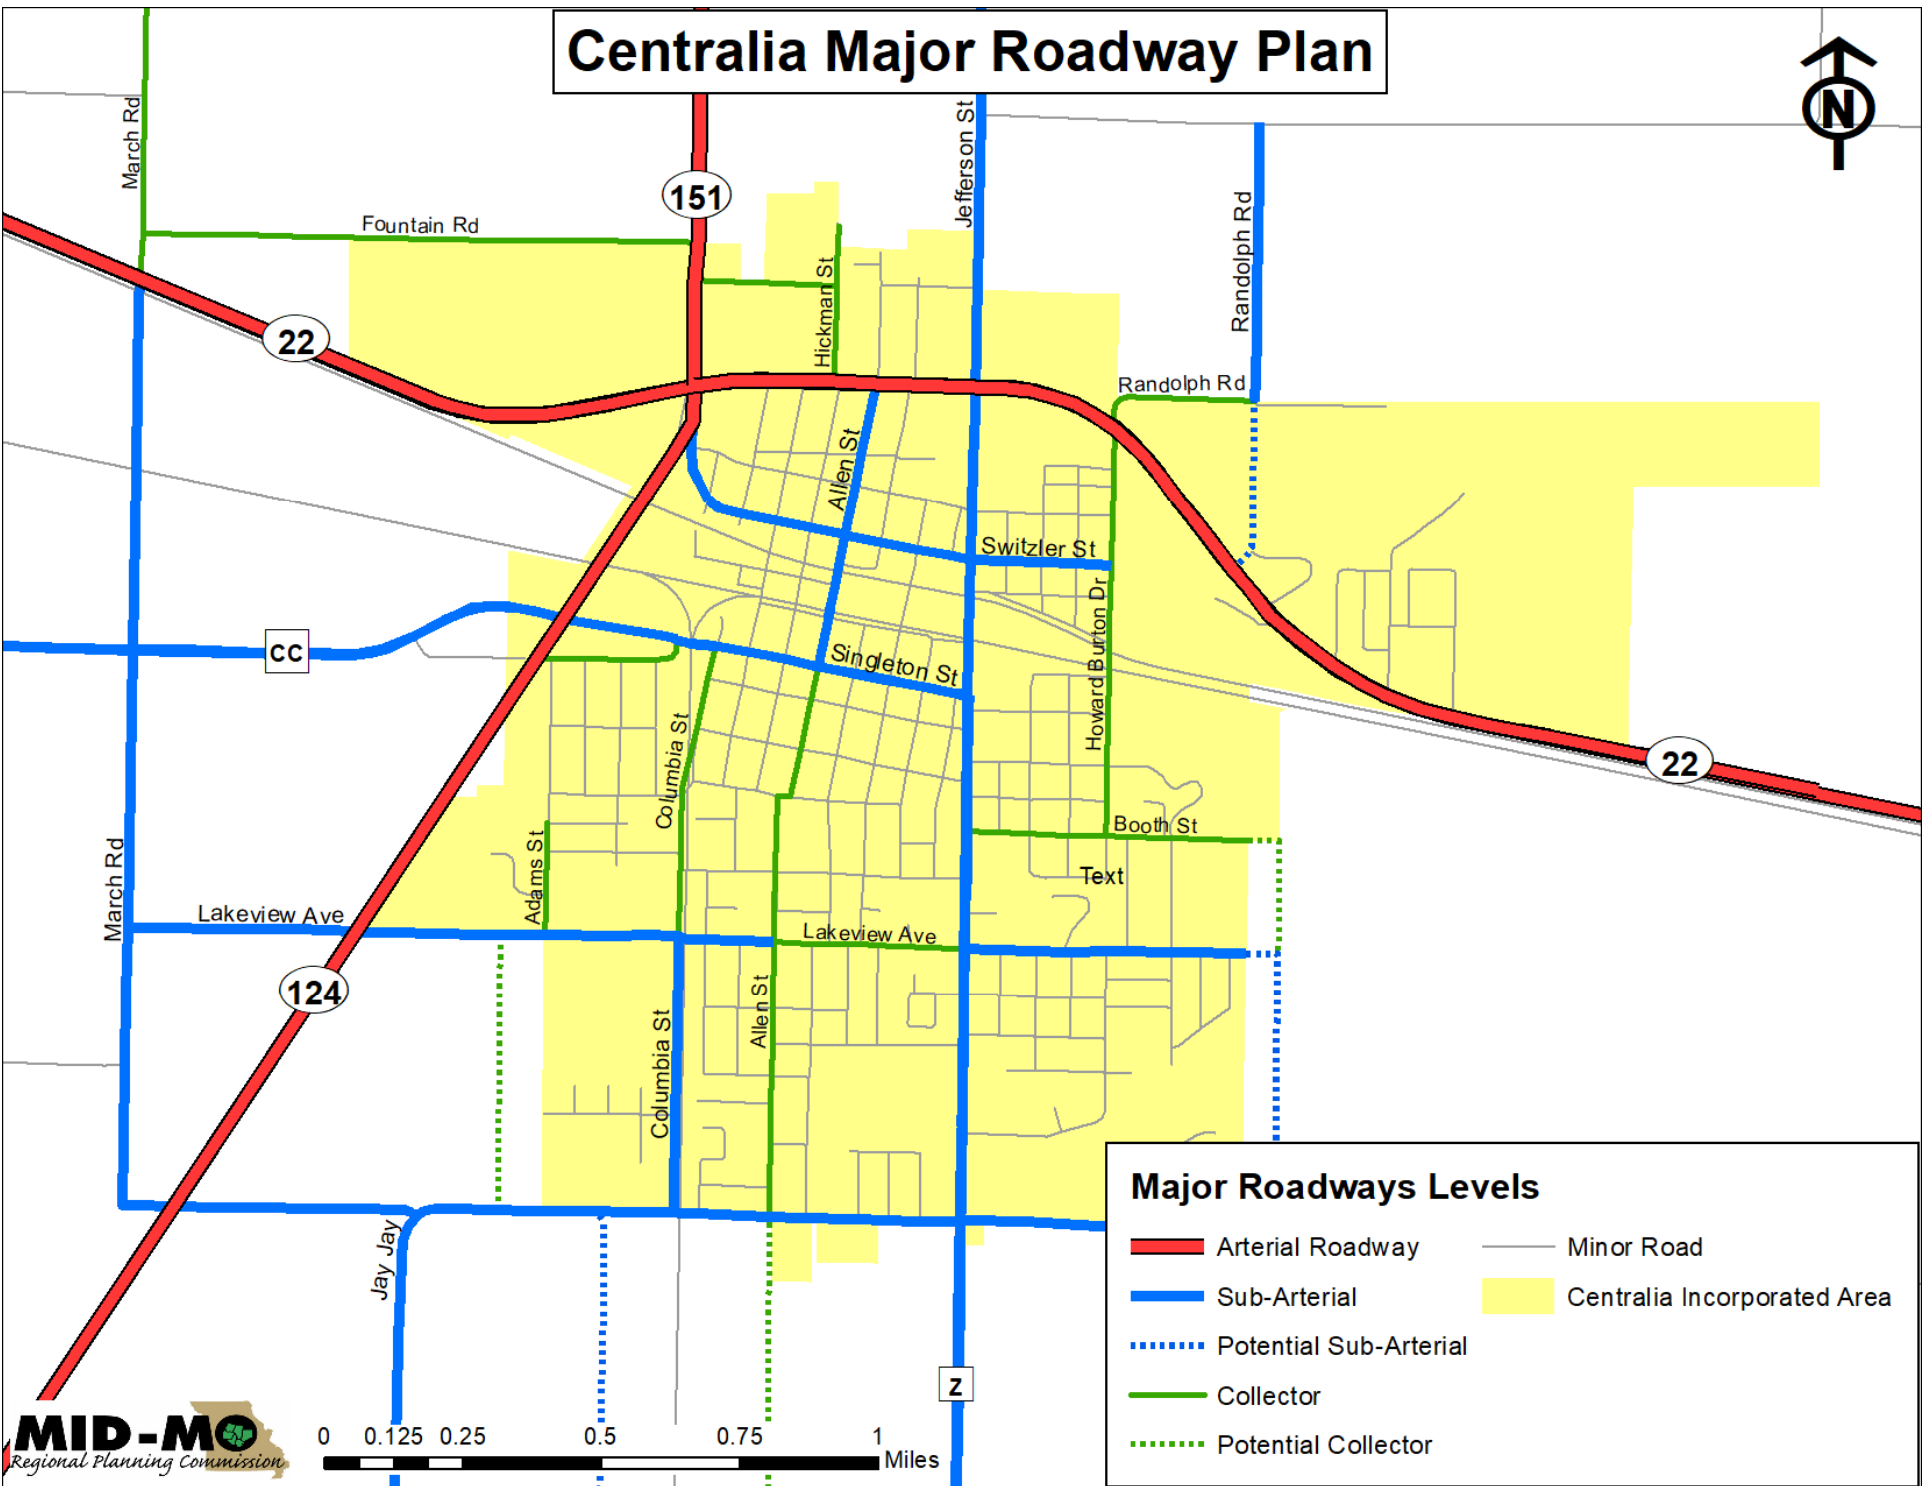 Centralia Major Roadway Plan
N
March Rd
Jefferson St
151
Fountain Rd
Randolph Rd
Hickman St
22
Randolph Rd
Allen St
Switzler St
Howard Burton Dr
CC
Singleton St
Columbia St
22
Booth St
Adams St
Text
March Rd
Lakeview Ave
Lakeview Ave
124
Allen St
Columbia St
Jay Jay
Z
Major Roadways Levels
Arterial Roadway
Minor Road
Sub-Arterial
Centralia Incorporated Area
Potential Sub-Arterial
Collector
Potential Collector
MID-MO
Regional Planning Commission
0 0.125 0.25 0.5 0.75 1
Miles